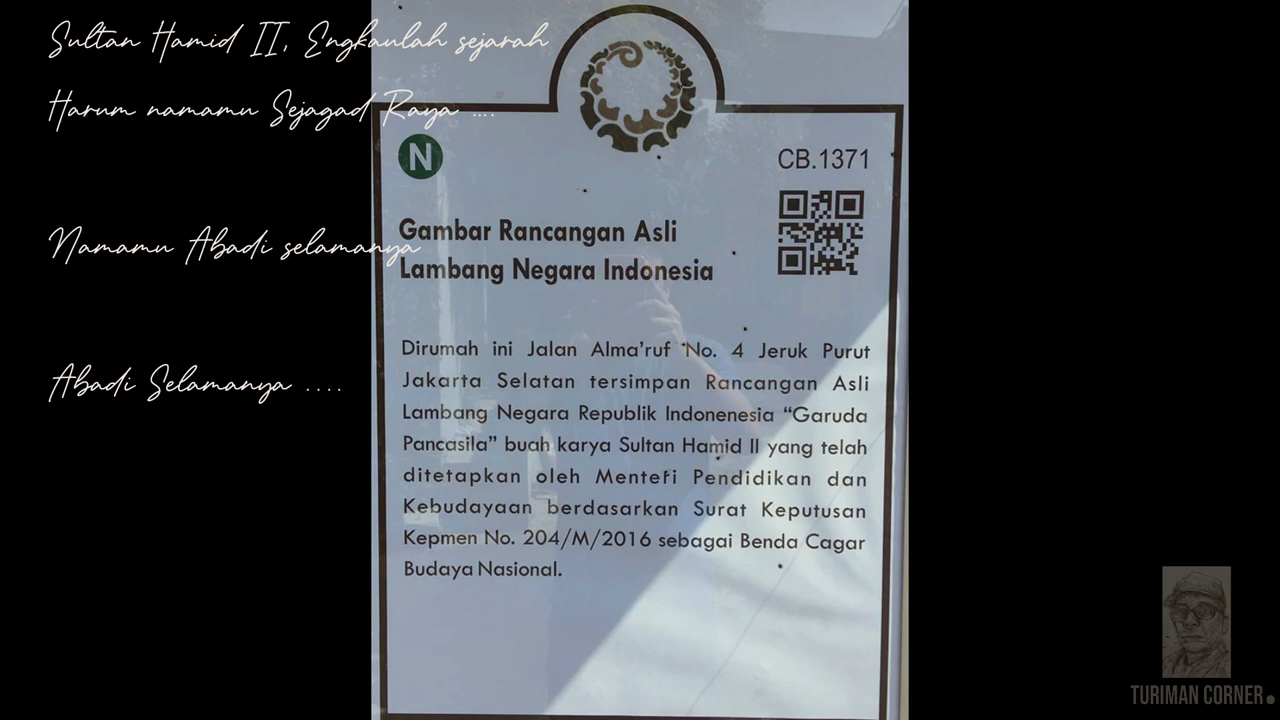 Sultan Hamid II, Engkaulah sejarah
Harum namamu Sejagad Raya ....
Namamu Abadi selamanya
Abadi Selamanya ....
N
CB.1371
Gambar Rancangan Asli
Lambang Negara Indonesia
Dirumah ini Jalan Alma’ruf No. 4 Jeruk Purut
Jakarta Selatan tersimpan Rancangan Asli
Lambang Negara Republik Indonenesia “Garuda
Pancasila” buah karya Sultan Hamid II yang telah
ditetapkan oleh Menteri Pendidikan dan
Kebudayaan berdasarkan Surat Keputusan
Kepmen No. 204/M/2016 sebagai Benda Cagar
Budaya Nasional.
TURIMAN CORNER